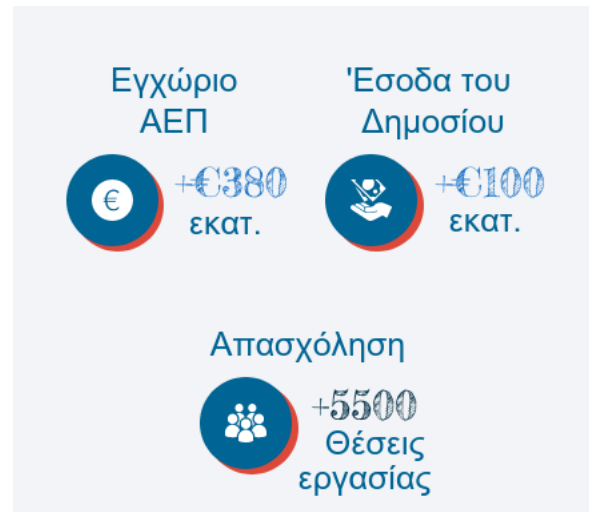 Εγχώριο
ΑΕΠ
+€380
εκατ.
'Εσοδα του
Δημοσίου
+€100
εκατ.
Απασχόληση
+5500
Θέσεις
εργασίας